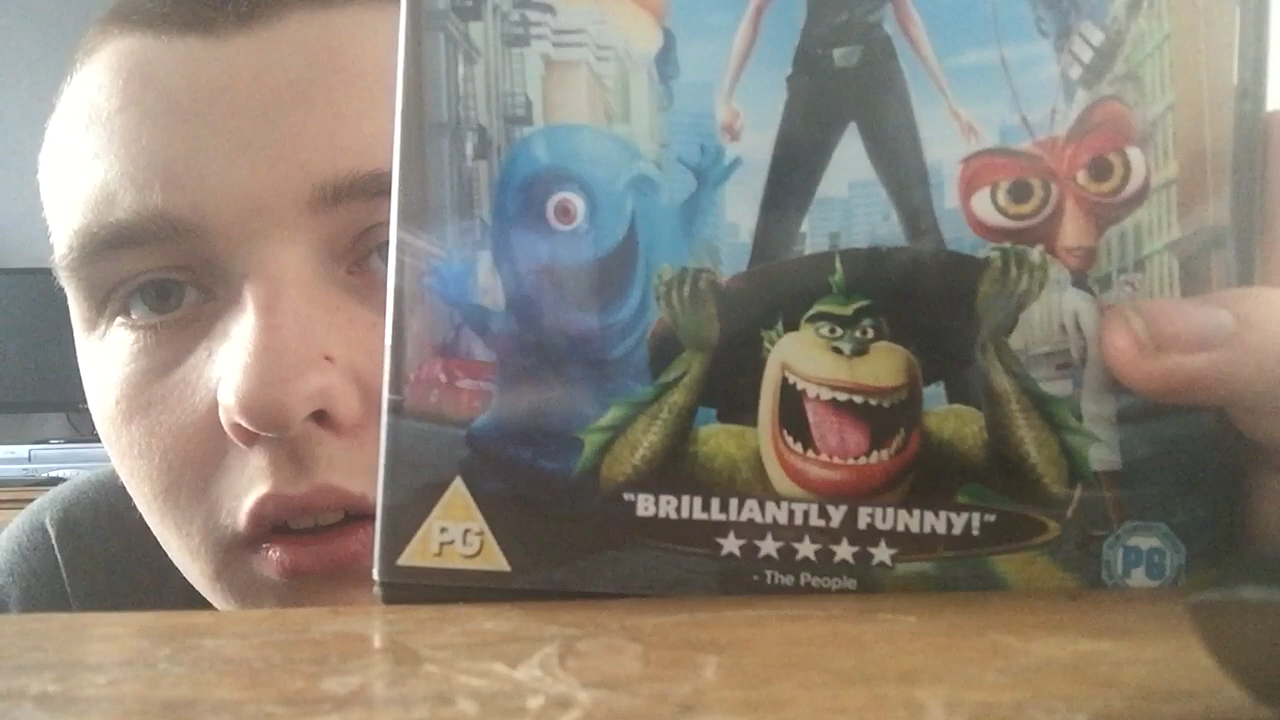 "BRILLIANTLY FUNNY!"
★★★★★
- The People
PG
PG